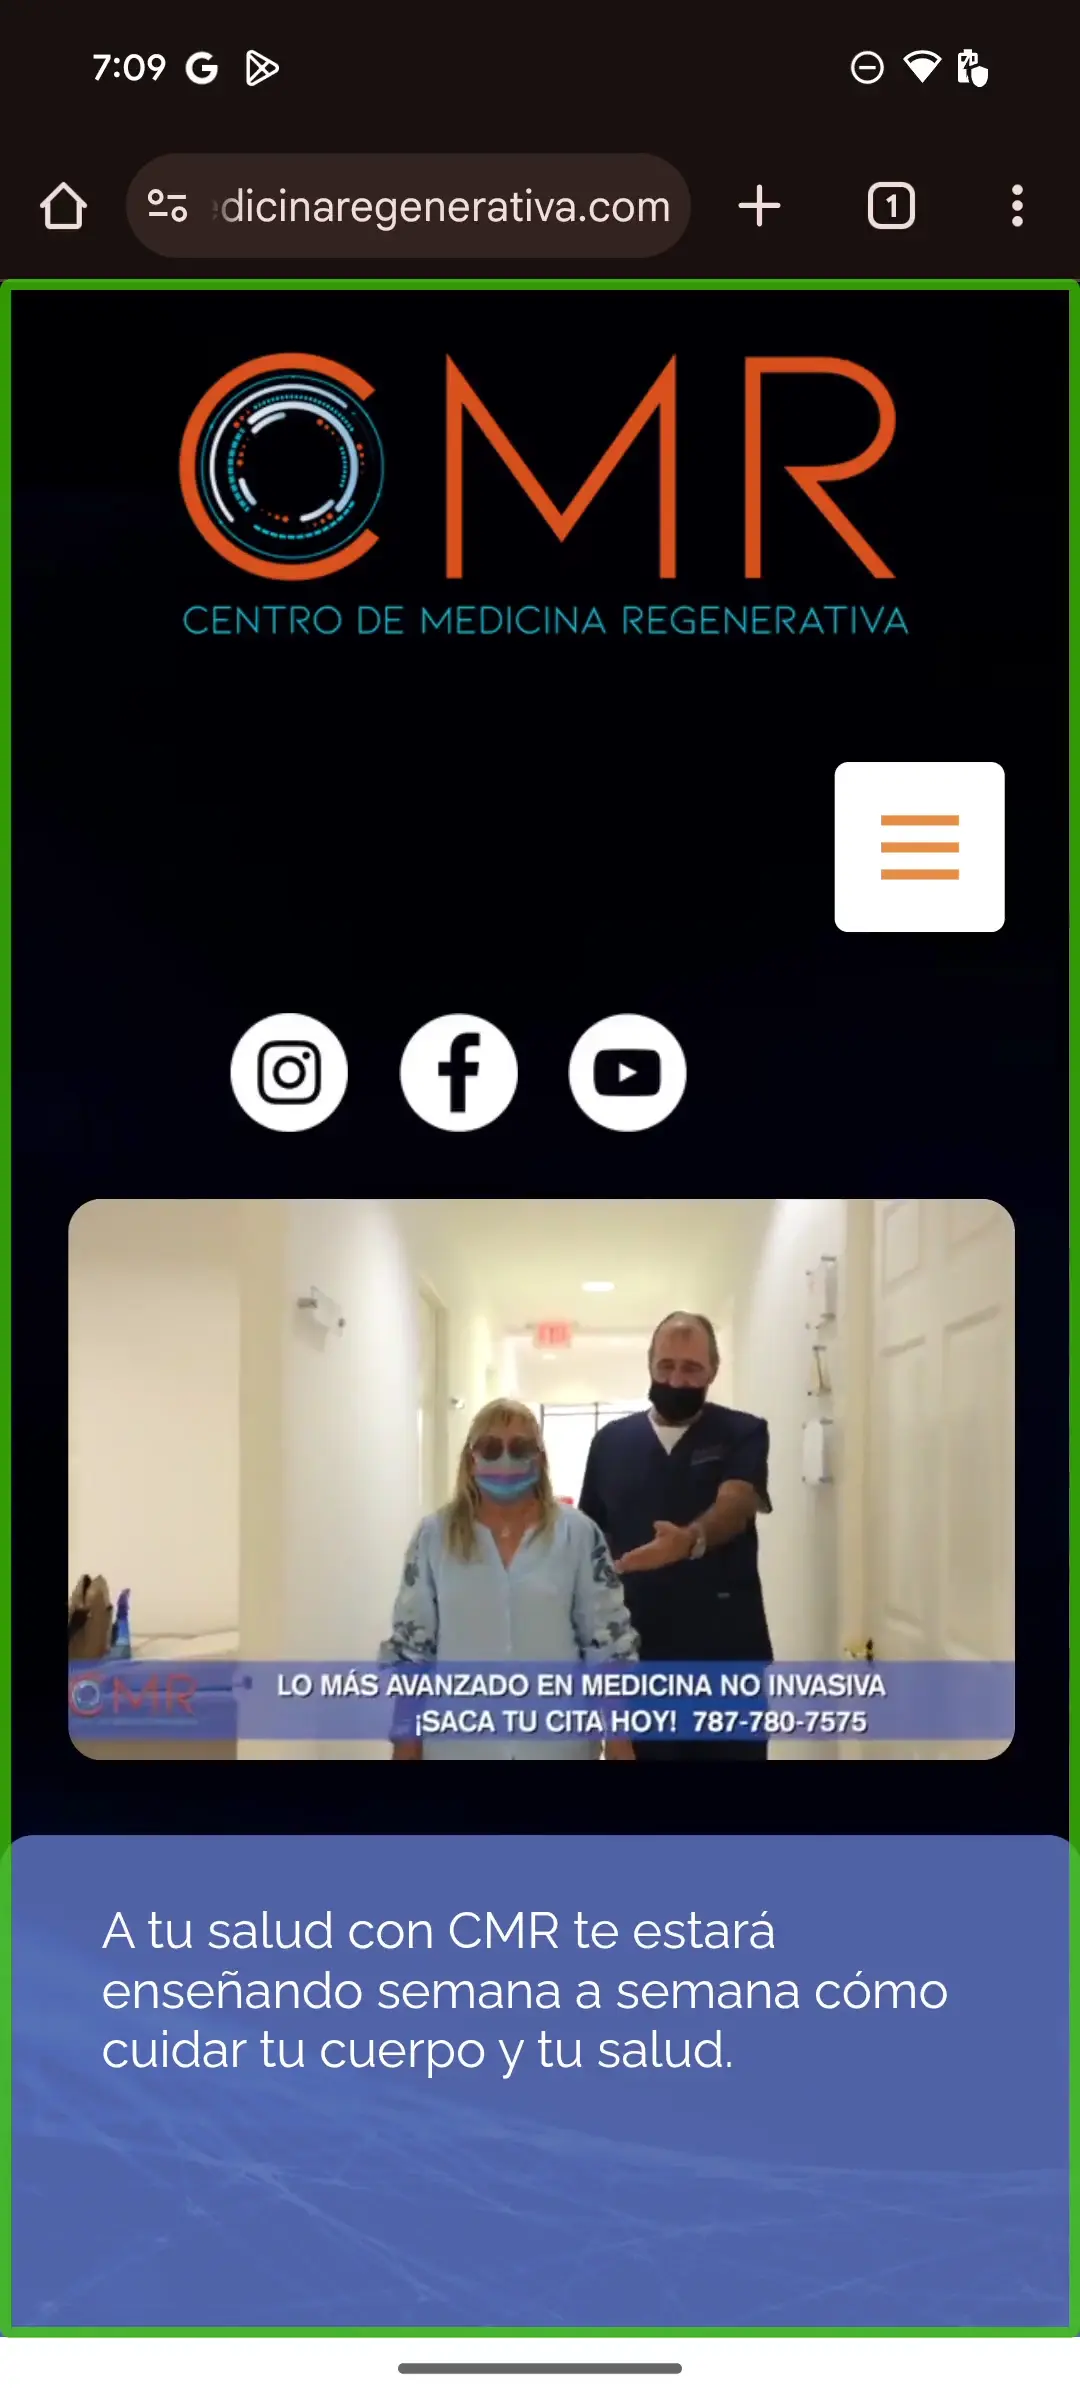 7:09
dicinaregenerativa.com
1
CMR
CENTRO DE MEDICINA REGENERATIVA
CMR
LO MÁS AVANZADO EN MEDICINA NO INVASIVA
¡SACA TU CITA HOY! 787-780-7575
A tu salud con CMR te estará
enseñando semana a semana cómo
cuidar tu cuerpo y tu salud.